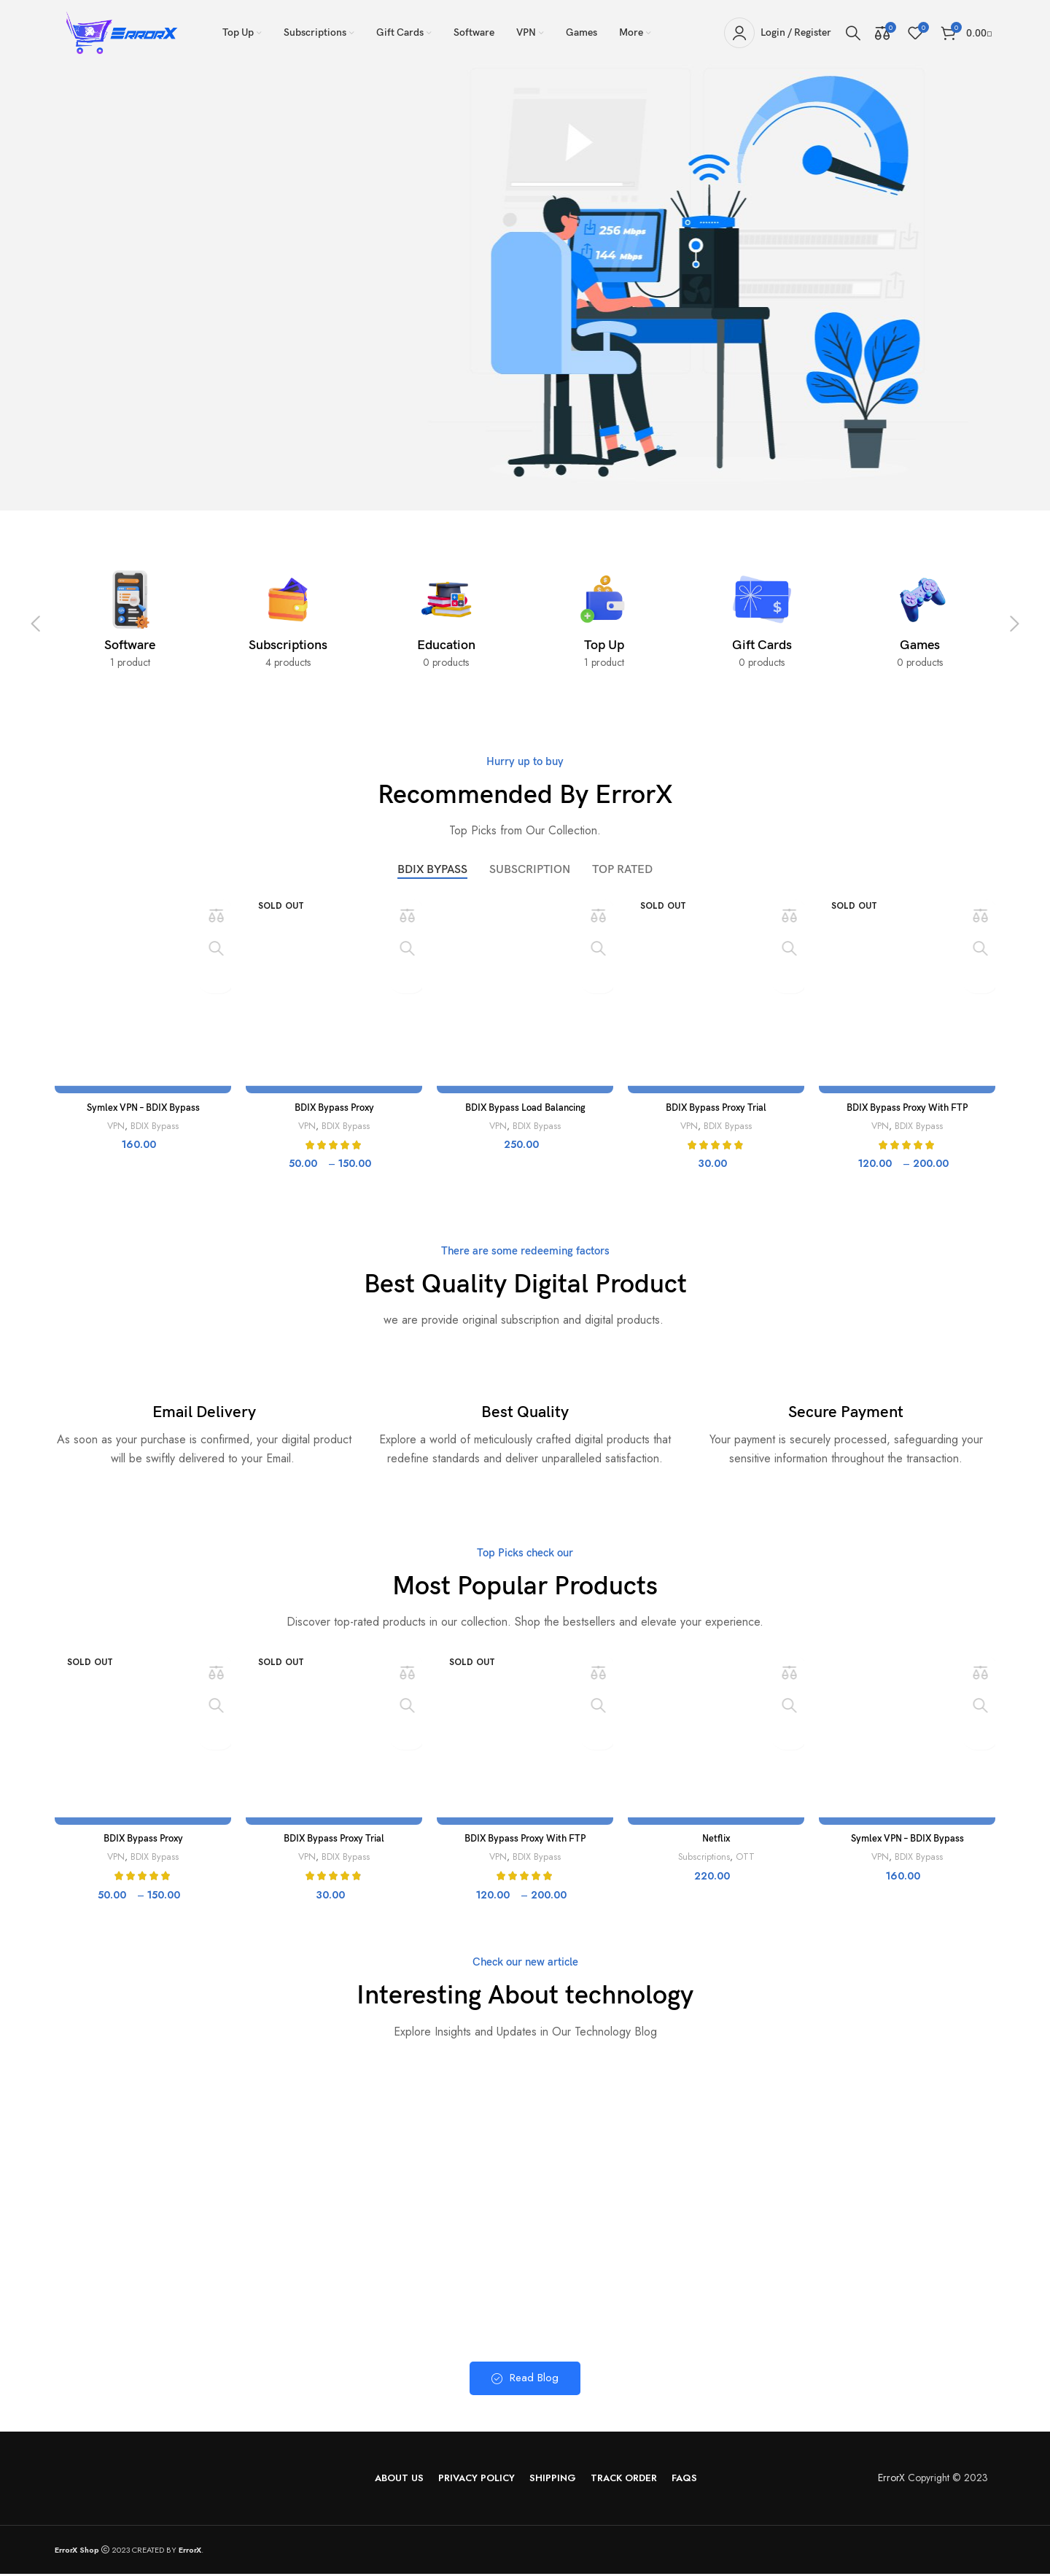 ErrorX
Top Up
Subscriptions
Gift Cards
Software
VPN
Games
More
Login / Register
0
0
0
0.00
256 Mbps
144 Mbps
Software
1 product
Subscriptions
4 products
Education
0 products
Top Up
1 product
Gift Cards
0 products
Games
0 products
Hurry up to buy
Recommended By ErrorX
Top Picks from Our Collection.
BDIX BYPASS
SUBSCRIPTION
TOP RATED
SOLD OUT
SOLD OUT
SOLD OUT
Symlex VPN – BDIX Bypass
VPN, BDIX Bypass
160.00
BDIX Bypass Proxy
VPN, BDIX Bypass
50.00 – 150.00
BDIX Bypass Load Balancing
VPN, BDIX Bypass
250.00
BDIX Bypass Proxy Trial
VPN, BDIX Bypass
30.00
BDIX Bypass Proxy With FTP
VPN, BDIX Bypass
120.00 – 200.00
There are some redeeming factors
Best Quality Digital Product
we are provide original subscription and digital products.
Email Delivery
As soon as your purchase is confirmed, your digital product
will be swiftly delivered to your Email.
Best Quality
Explore a world of meticulously crafted digital products that
redefine standards and deliver unparalleled satisfaction.
Secure Payment
Your payment is securely processed, safeguarding your
sensitive information throughout the transaction.
Top Picks check our
Most Popular Products
Discover top-rated products in our collection. Shop the bestsellers and elevate your experience.
SOLD OUT
SOLD OUT
SOLD OUT
BDIX Bypass Proxy
VPN, BDIX Bypass
50.00 – 150.00
BDIX Bypass Proxy Trial
VPN, BDIX Bypass
30.00
BDIX Bypass Proxy With FTP
VPN, BDIX Bypass
120.00 – 200.00
Netflix
Subscriptions, OTT
220.00
Symlex VPN – BDIX Bypass
VPN, BDIX Bypass
160.00
Check our new article
Interesting About technology
Explore Insights and Updates in Our Technology Blog
Read Blog
ABOUT US
PRIVACY POLICY
SHIPPING
TRACK ORDER
FAQS
ErrorX Copyright © 2023
ErrorX Shop © 2023 CREATED BY ErrorX.